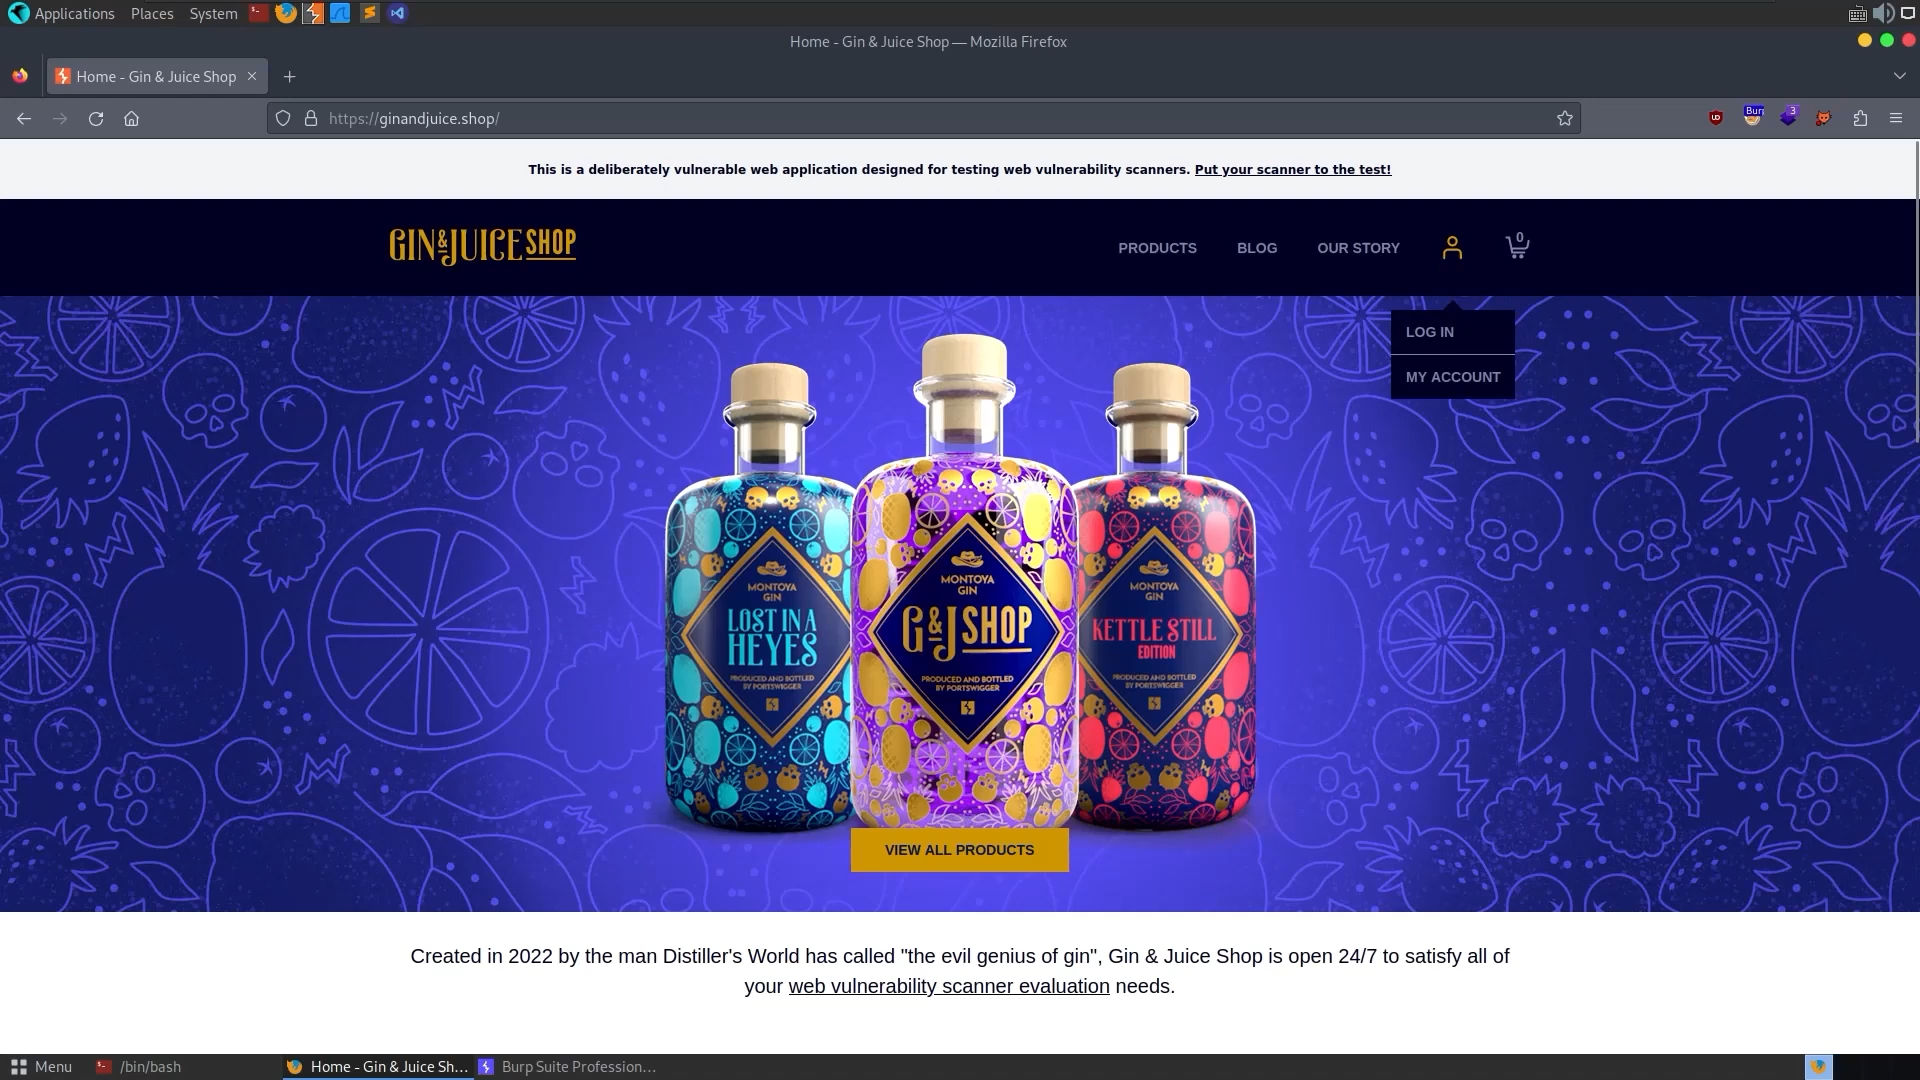 Applications Places System
Home - Gin & Juice Shop — Mozilla Firefox
Home - Gin & Juice Shop
https://ginandjuice.shop/
Bur
3
This is a deliberately vulnerable web application designed for testing web vulnerability scanners. Put your scanner to the test!
GIN & JUICE SHOP
PRODUCTS BLOG OUR STORY 0
LOG IN
MY ACCOUNT
MONTOYA
GIN
LOST IN A
HEYES
PRODUCED AND BOTTLED
BY PORTSWIGGER
MONTOYA
GIN
G&J SHOP
PRODUCED AND BOTTLED
BY PORTSWIGGER
MONTOYA
GIN
KETTLE STILL
EDITION
PRODUCED AND BOTTLED
BY PORTSWIGGER
VIEW ALL PRODUCTS
Created in 2022 by the man Distiller's World has called "the evil genius of gin", Gin & Juice Shop is open 24/7 to satisfy all of
your web vulnerability scanner evaluation needs.
Menu /bin/bash Home - Gin & Juice Sh... Burp Suite Profession...